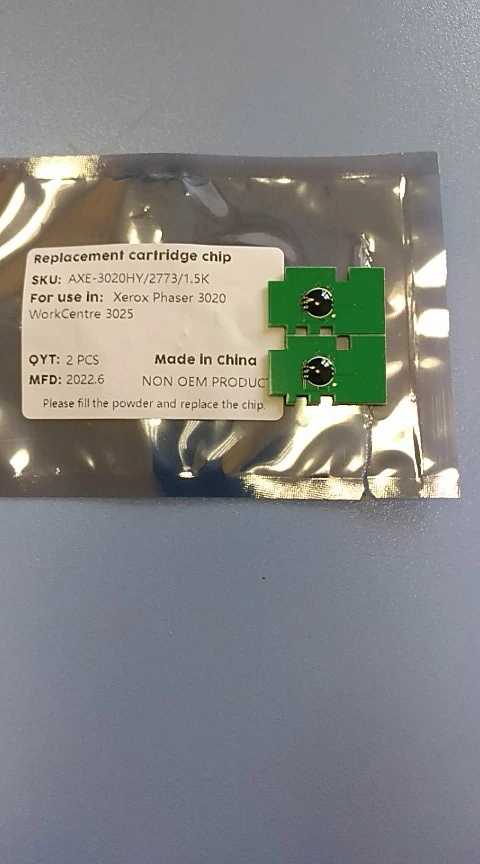 Replacement cartridge chip
SKU: AXE-3020HY/2773/1.5K
For use in: Xerox Phaser 3020
WorkCentre 3025
QYT: 2 PCS Made in China
MFD: 2022.6 NON OEM PRODUC
Please fill the powder and replace the chip.